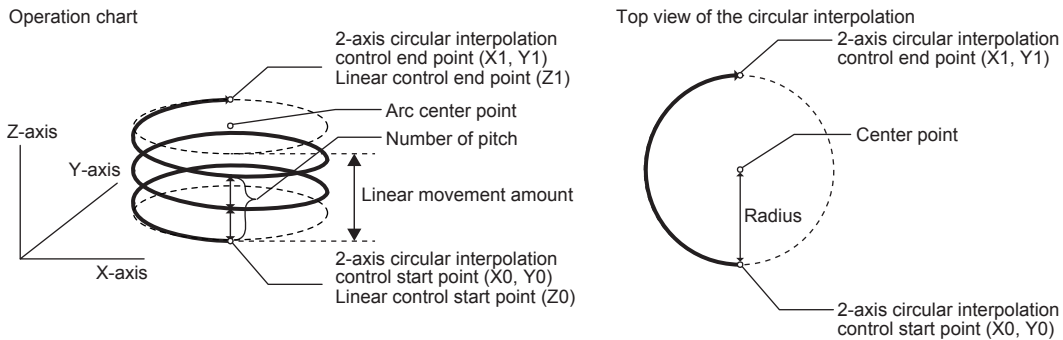 Operation chart
2-axis circular interpolation
control end point (X1, Y1)
Linear control end point (Z1)
Arc center point
Number of pitch
Z-axis
Y-axis
Linear movement amount
X-axis
2-axis circular interpolation
control start point (X0, Y0)
Linear control start point (Z0)
Top view of the circular interpolation
2-axis circular interpolation
control end point (X1, Y1)
Center point
Radius
2-axis circular interpolation
control start point (X0, Y0)